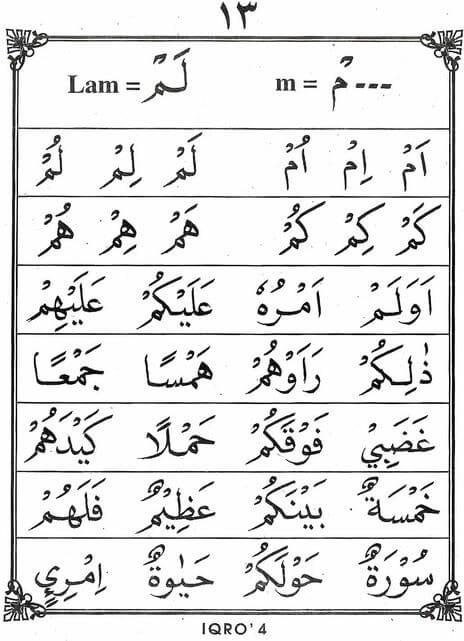 ١٣
Lam = لَمْ m = مْ ---
اَمْ اِمْ اُمْ لَمْ لِمْ لُمْ
كَمْ كِمْ كُمْ هَمْ هِمْ هُمْ
اَوَلَمْ اَمْرُهٗ عَلَيْكُمْ عَلَيْهِمْ
ذٰلِكُمْ رَاَوْهُمْ هَمْسًا جَمْعًا
غَضَبِيْ فَوْقَكُمْ حَمْلًا كَيْدَهُمْ
خَمْسَةٌ بَيْنَكُمْ عَظِيْمٌ فَلَهُمْ
سُوْرَةٌ حَوْلَكُمْ حَيٰوةٌ اِمْرِئٍ
IQRO' 4